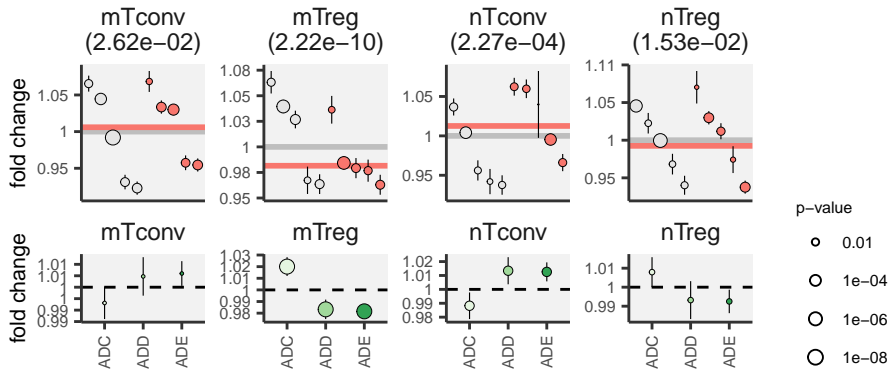 mTconv
(2.62e−02)
mTreg
(2.22e−10)
nTconv
(2.27e−04)
nTreg
(1.53e−02)
fold change
1.05
1
0.95
1.08
1.05
1.03
1
0.98
0.95
1.05
1
0.95
1.11
1.05
1
0.95
mTconv
mTreg
nTconv
nTreg
fold change
1.01
1.01
1
0.99
0.99
1.03
1.02
1.01
1
0.99
0.98
1.02
1.01
1
0.99
0.98
1.01
1
0.99
ADC
ADD
ADE
ADC
ADD
ADE
ADC
ADD
ADE
ADC
ADD
ADE
p−value
0.01
1e−04
1e−06
1e−08